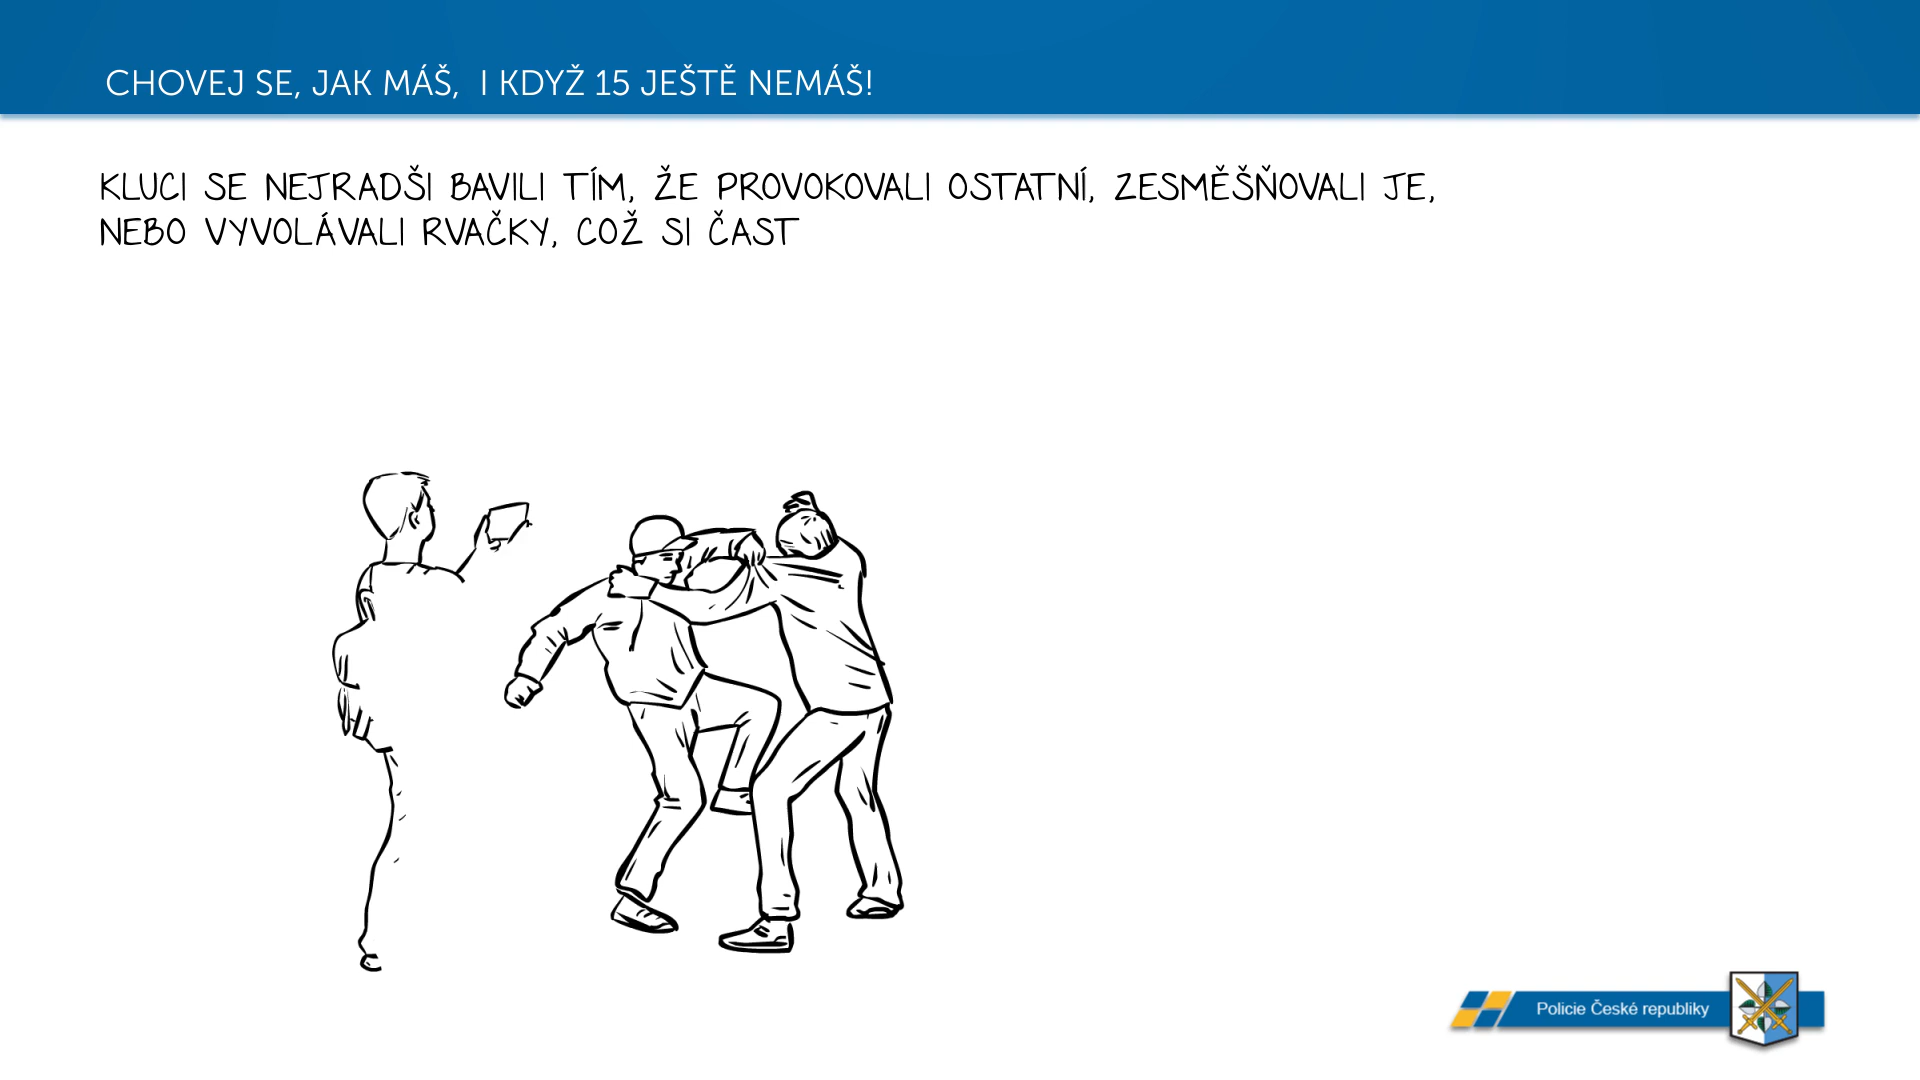 CHOVEJ SE, JAK MÁŠ, I KDYŽ 15 JEŠTĚ NEMÁŠ!
KLUCI SE NEJRADŠI BAVILI TÍM, ŽE PROVOKOVALI OSTATNÍ, ZESMĚŠŇOVALI JE,
NEBO VYVOLÁVALI RVAČKY, COŽ SI ČAST
Policie České republiky